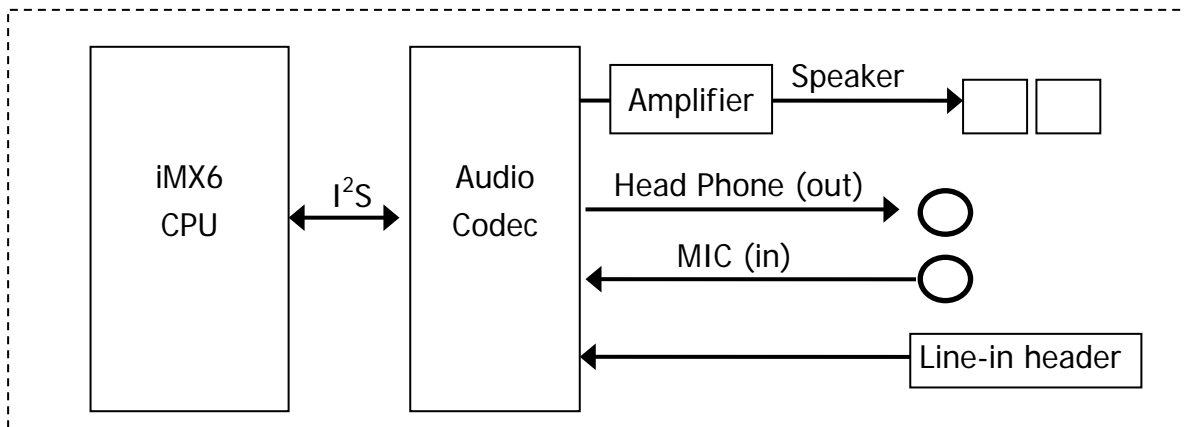 Speaker
Amplifier
iMX6
CPU
I²S
Audio
Codec
Head Phone (out)
MIC (in)
Line-in header